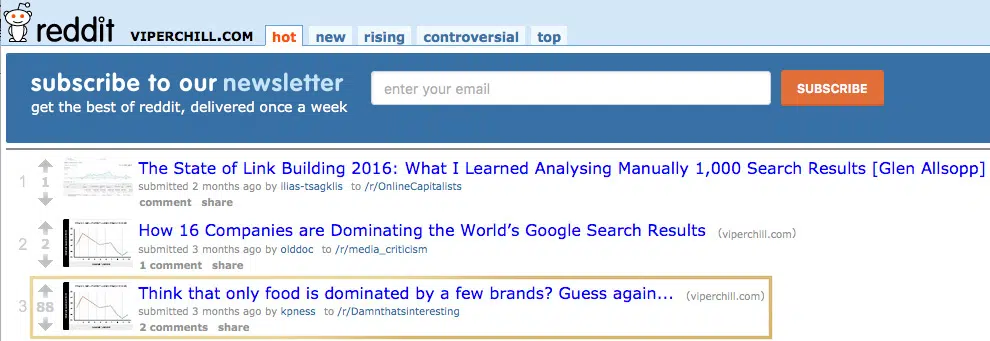 reddit VIPERCHILL.COM hot new rising controversial top
subscribe to our newsletter
get the best of reddit, delivered once a week
enter your email
SUBSCRIBE
1
1
The State of Link Building 2016: What I Learned Analysing Manually 1,000 Search Results [Glen Allsopp]
submitted 2 months ago by ilias-tsagklis to /r/OnlineCapitalists
comment share
2
2
How 16 Companies are Dominating the World’s Google Search Results (viperchill.com)
submitted 3 months ago by olddoc to /r/media_criticism
1 comment share
3
88
Think that only food is dominated by a few brands? Guess again... (viperchill.com)
submitted 3 months ago by kpness to /r/Damnthatsinteresting
2 comments share